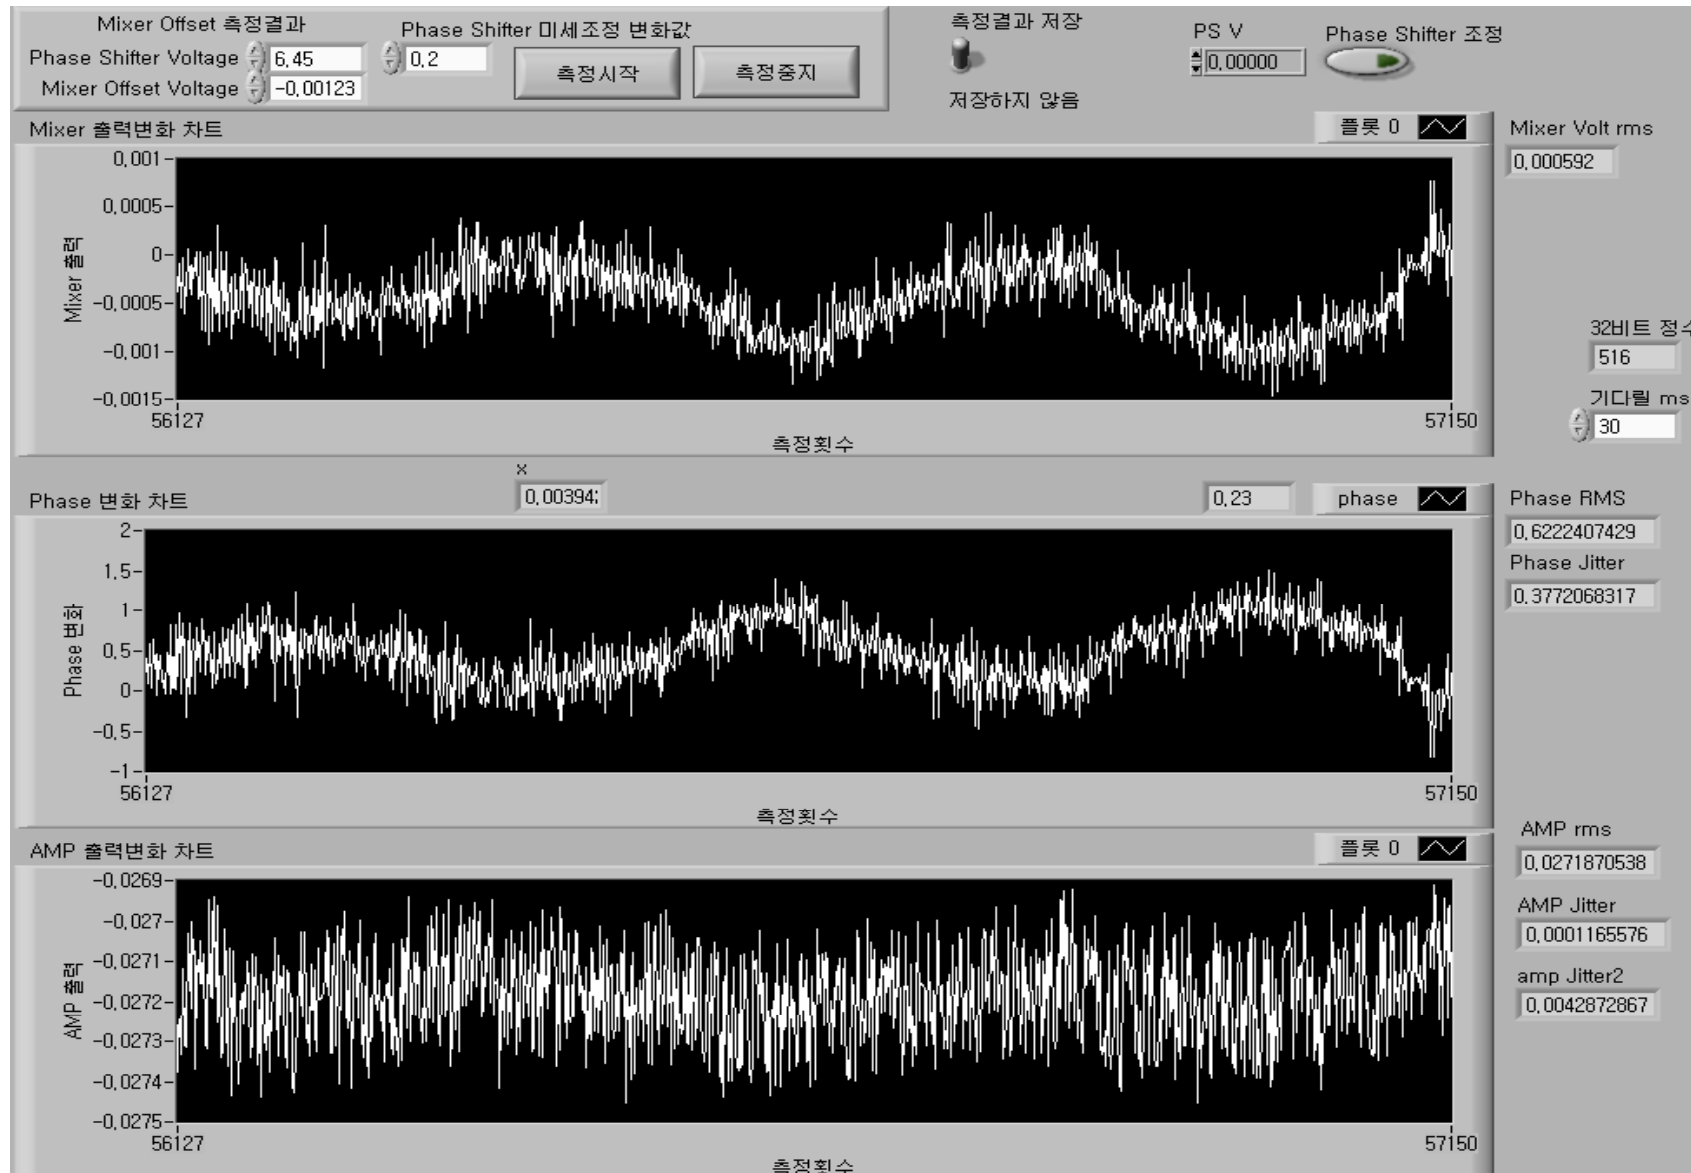 Mixer Offset 측정결과
Phase Shifter Voltage 6,45
Mixer Offset Voltage -0,00123
Phase Shifter 미세조정 변화값
0,2
측정시작
측정중지
측정결과 저장
저장하지 않음
PS V
0,00000
Phase Shifter 조정
Mixer 출력변화 차트
플롯 0
Mixer 출력
0,001
0,0005
0
-0,0005
-0,001
-0,0015
56127
57150
측정횟수
Mixer Volt rms
0,000592
32비트 정수
516
기다릴 ms
30
Phase 변화 차트
x
0,00394
0,23
phase
Phase 변화
2
1,5
1
0,5
0
-0,5
-1
56127
57150
측정횟수
Phase RMS
0,6222407429
Phase Jitter
0,3772068317
AMP 출력변화 차트
플롯 0
AMP 출력
-0,0269
-0,027
-0,0271
-0,0272
-0,0273
-0,0274
-0,0275
56127
57150
측정횟수
AMP rms
0,0271870538
AMP Jitter
0,0001165576
amp Jitter2
0,0042872867